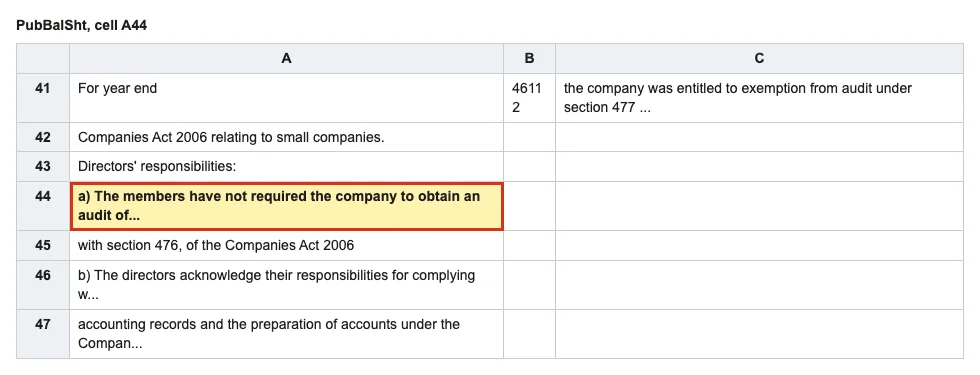 PubBalSht, cell A44
A B C
41 For year end 4611 the company was entitled to exemption from audit under
2 section 477 ...
42 Companies Act 2006 relating to small companies.
43 Directors' responsibilities:
44 a) The members have not required the company to obtain an
audit of...
45 with section 476, of the Companies Act 2006
46 b) The directors acknowledge their responsibilities for complying
w...
47 accounting records and the preparation of accounts under the
Compan...